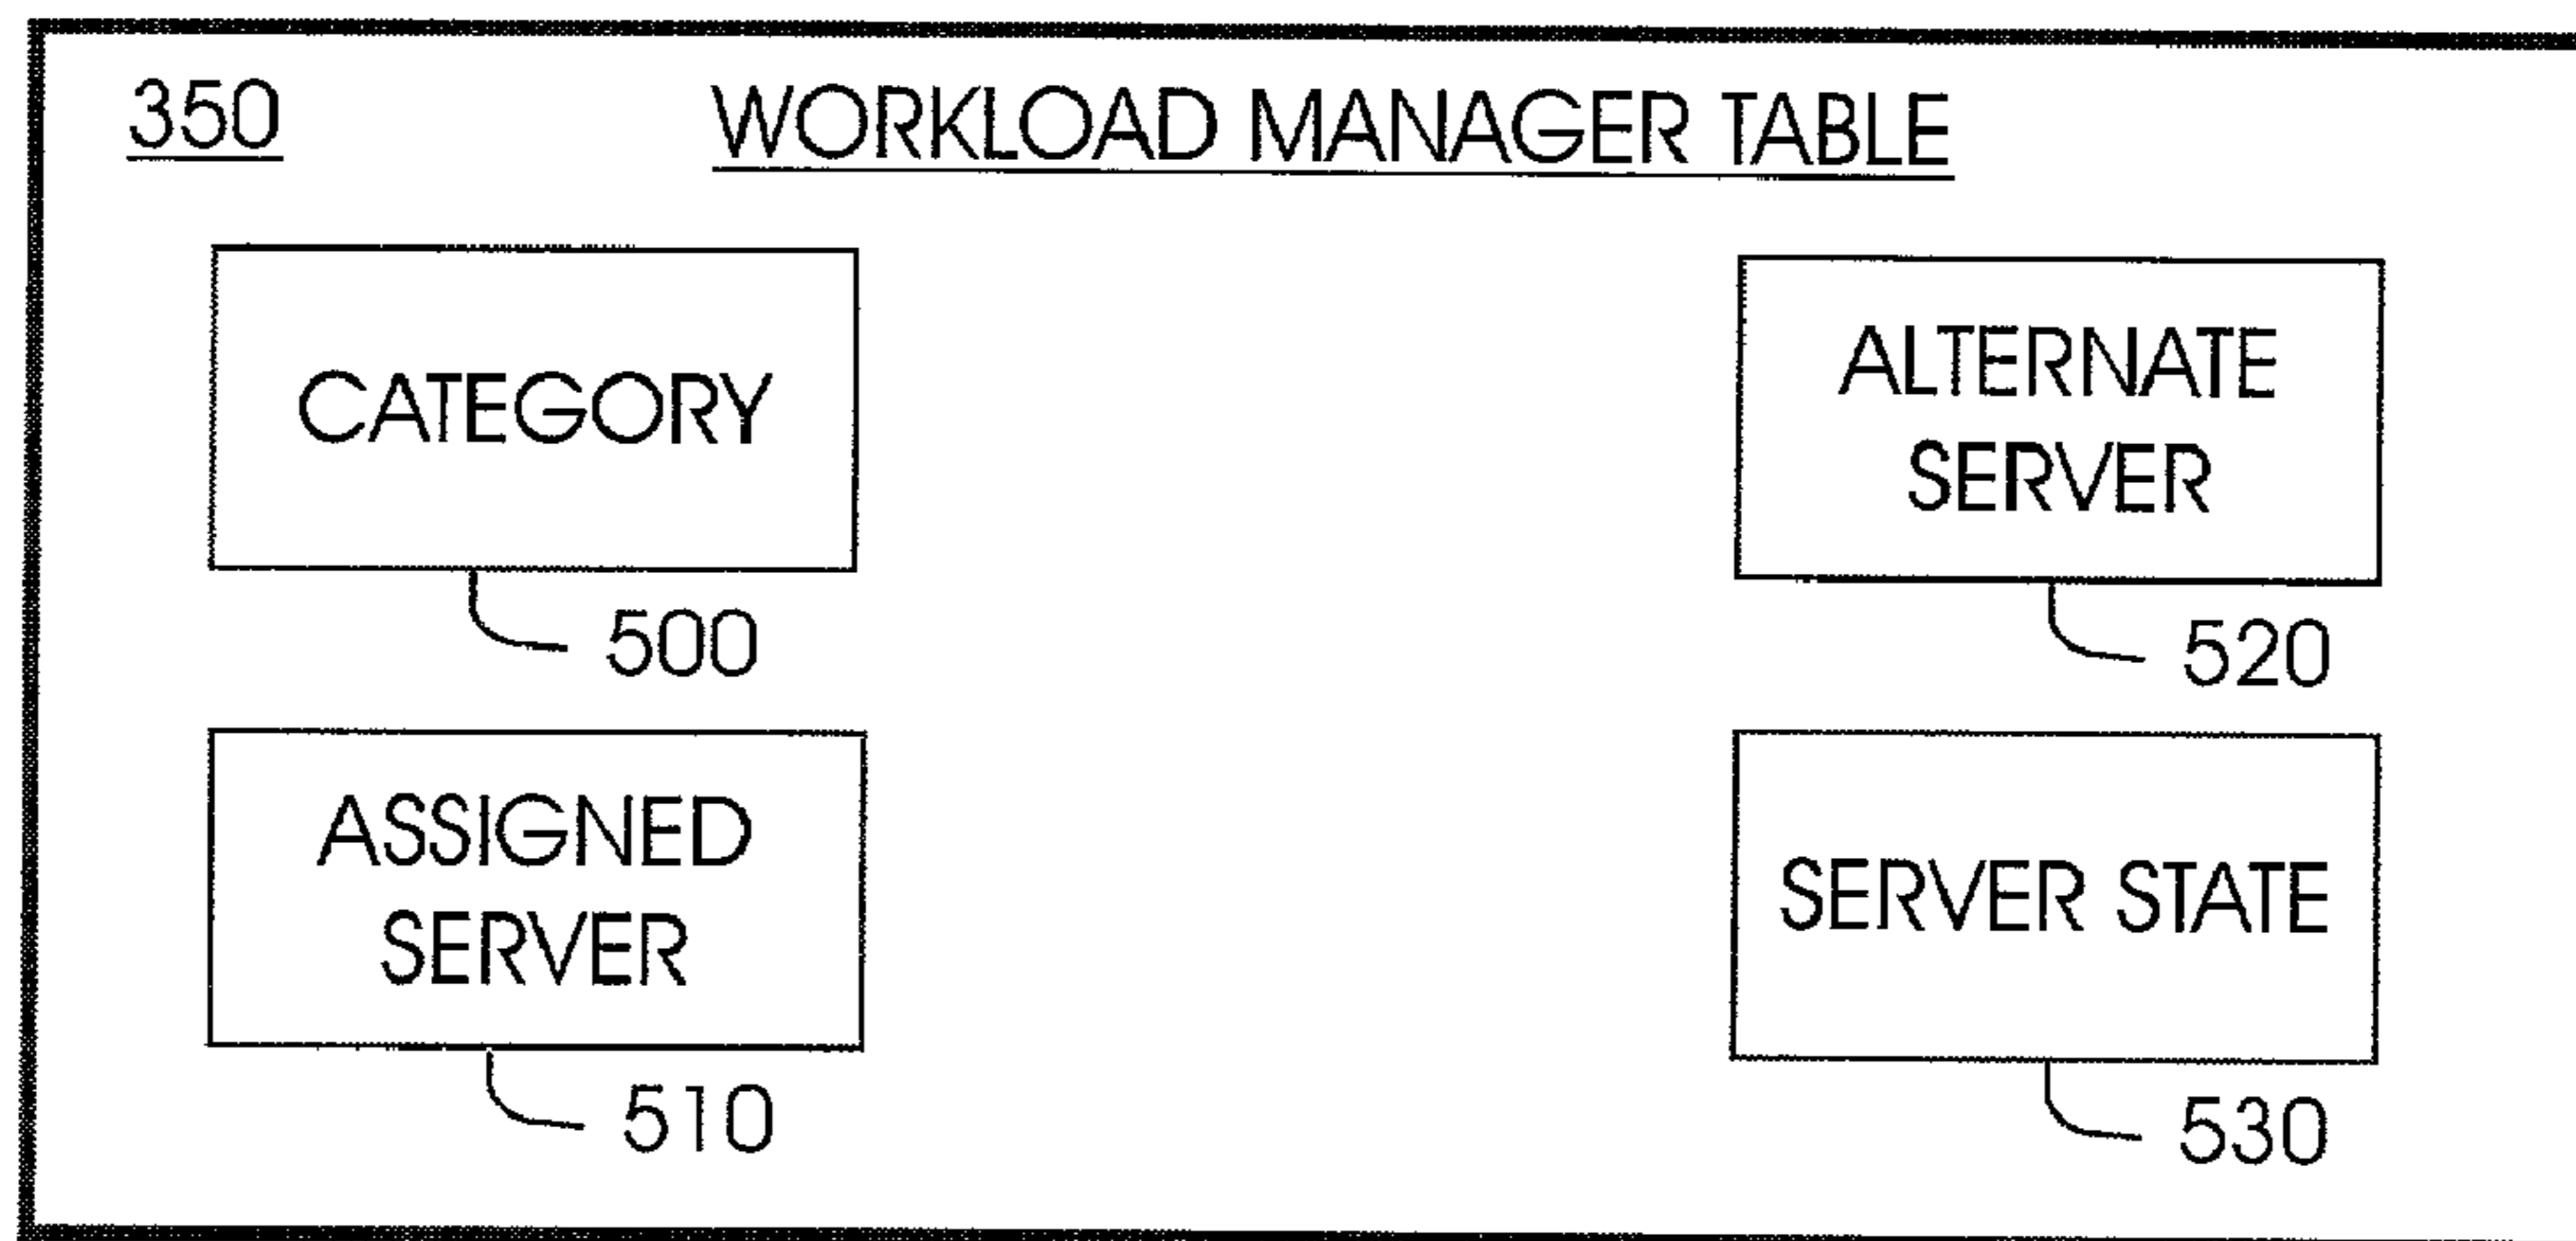 350
WORKLOAD MANAGER TABLE
CATEGORY
500
ALTERNATE
SERVER
520
ASSIGNED
SERVER
510
SERVER STATE
530